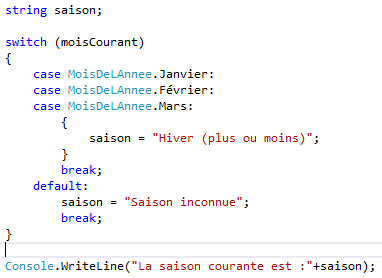 string saison;
switch (moisCourant)
{
case MoisDeLAnnee.Janvier:
case MoisDeLAnnee.Février:
case MoisDeLAnnee.Mars:
{
saison = "Hiver (plus ou moins)";
}
break;
default:
saison = "Saison inconnue";
break;
}
Console.WriteLine("La saison courante est :"+saison);